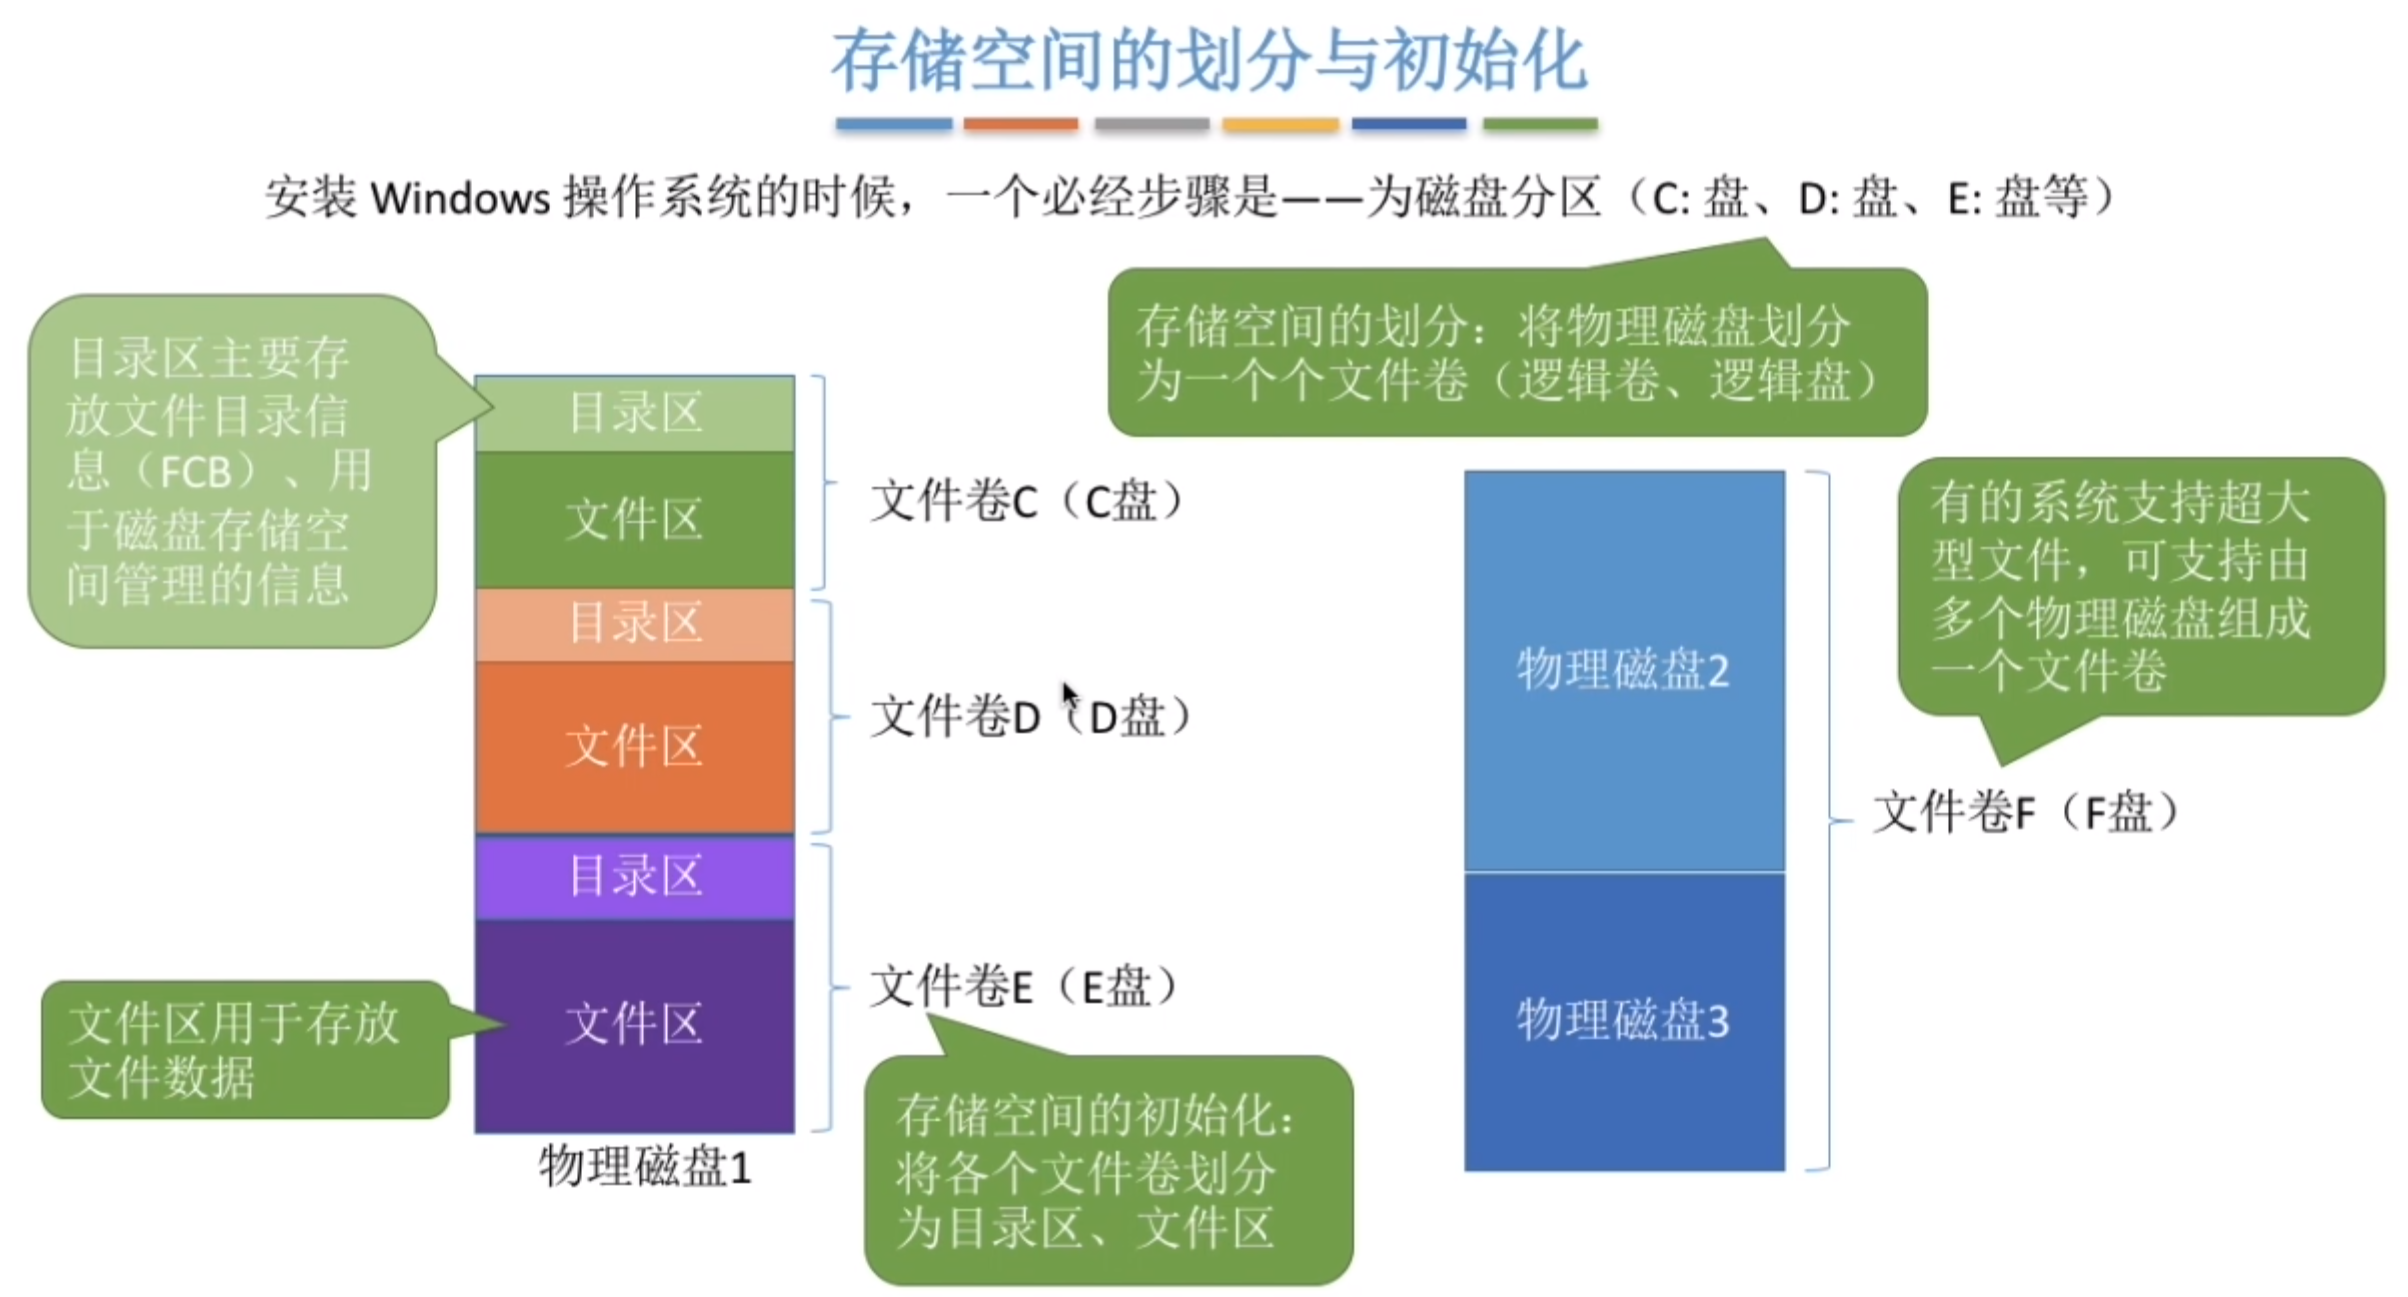 存储空间的划分与初始化
安装 Windows 操作系统的时候，一个必经步骤是——为磁盘分区（C: 盘、D: 盘、E: 盘等）
存储空间的划分：将物理磁盘划分
为一个个文件卷（逻辑卷、逻辑盘）
目录区主要存
放文件目录信
息（FCB）、用
于磁盘存储空
间管理的信息
目录区
文件区
文件卷C（C盘）
目录区
文件区
文件卷D（D盘）
目录区
文件区
文件卷E（E盘）
文件区用于存放
文件数据
物理磁盘1
存储空间的初始化：
将各个文件卷划分
为目录区、文件区
物理磁盘2
物理磁盘3
有的系统支持超大
型文件，可支持由
多个物理磁盘组成
一个文件卷
文件卷F（F盘）